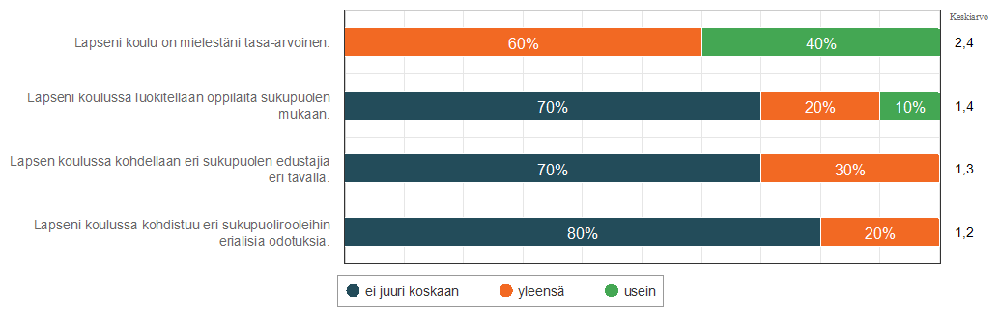 Keskiarvo
Lapseni koulu on mielestäni tasa-arvoinen.
60%
40%
2,4
Lapseni koulussa luokitellaan oppilaita sukupuolen
mukaan.
70%
20%
10%
1,4
Lapsen koulussa kohdellaan eri sukupuolen edustajia
eri tavalla.
70%
30%
1,3
Lapseni koulussa kohdistuu eri sukupuolirooleihin
erialisia odotuksia.
80%
20%
1,2
ei juuri koskaan
yleensä
usein